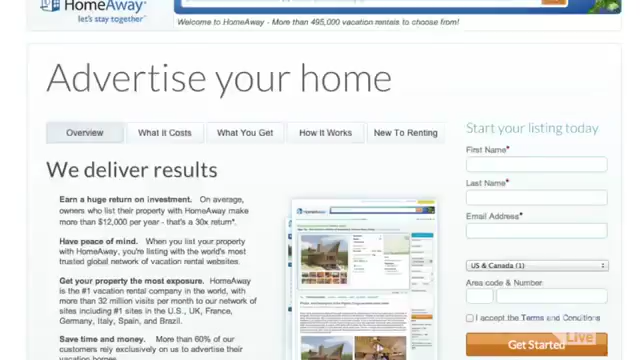 HomeAway®
let's stay together™
Welcome to HomeAway - More than 495,000 vacation rentals to choose from!
Advertise your home
Overview
What it Costs
What You Get
How It Works
New To Renting
We deliver results
Earn a huge return on investment. On average,
owners who list their property with HomeAway make
more than $12,000 per year - that's a 30x return*.
Have peace of mind. When you list your property
with HomeAway, you're listing with the world's most
trusted global network of vacation rental websites.
Get your property the most exposure. HomeAway
is the #1 vacation rental company in the world, with
more than 32 million visits per month to our network
of sites including #1 sites in the U.S., UK, France,
Germany, Italy, Spain, and Brazil.
Save time and money. More than 60% of our
customers rely exclusively on us to advertise their
vacation homes.
HomeAway
Start your listing today
First Name*
Last Name*
Email Address*
US & Canada (1)
Area code & Number
I accept the Terms and Conditions
Get Started
Live